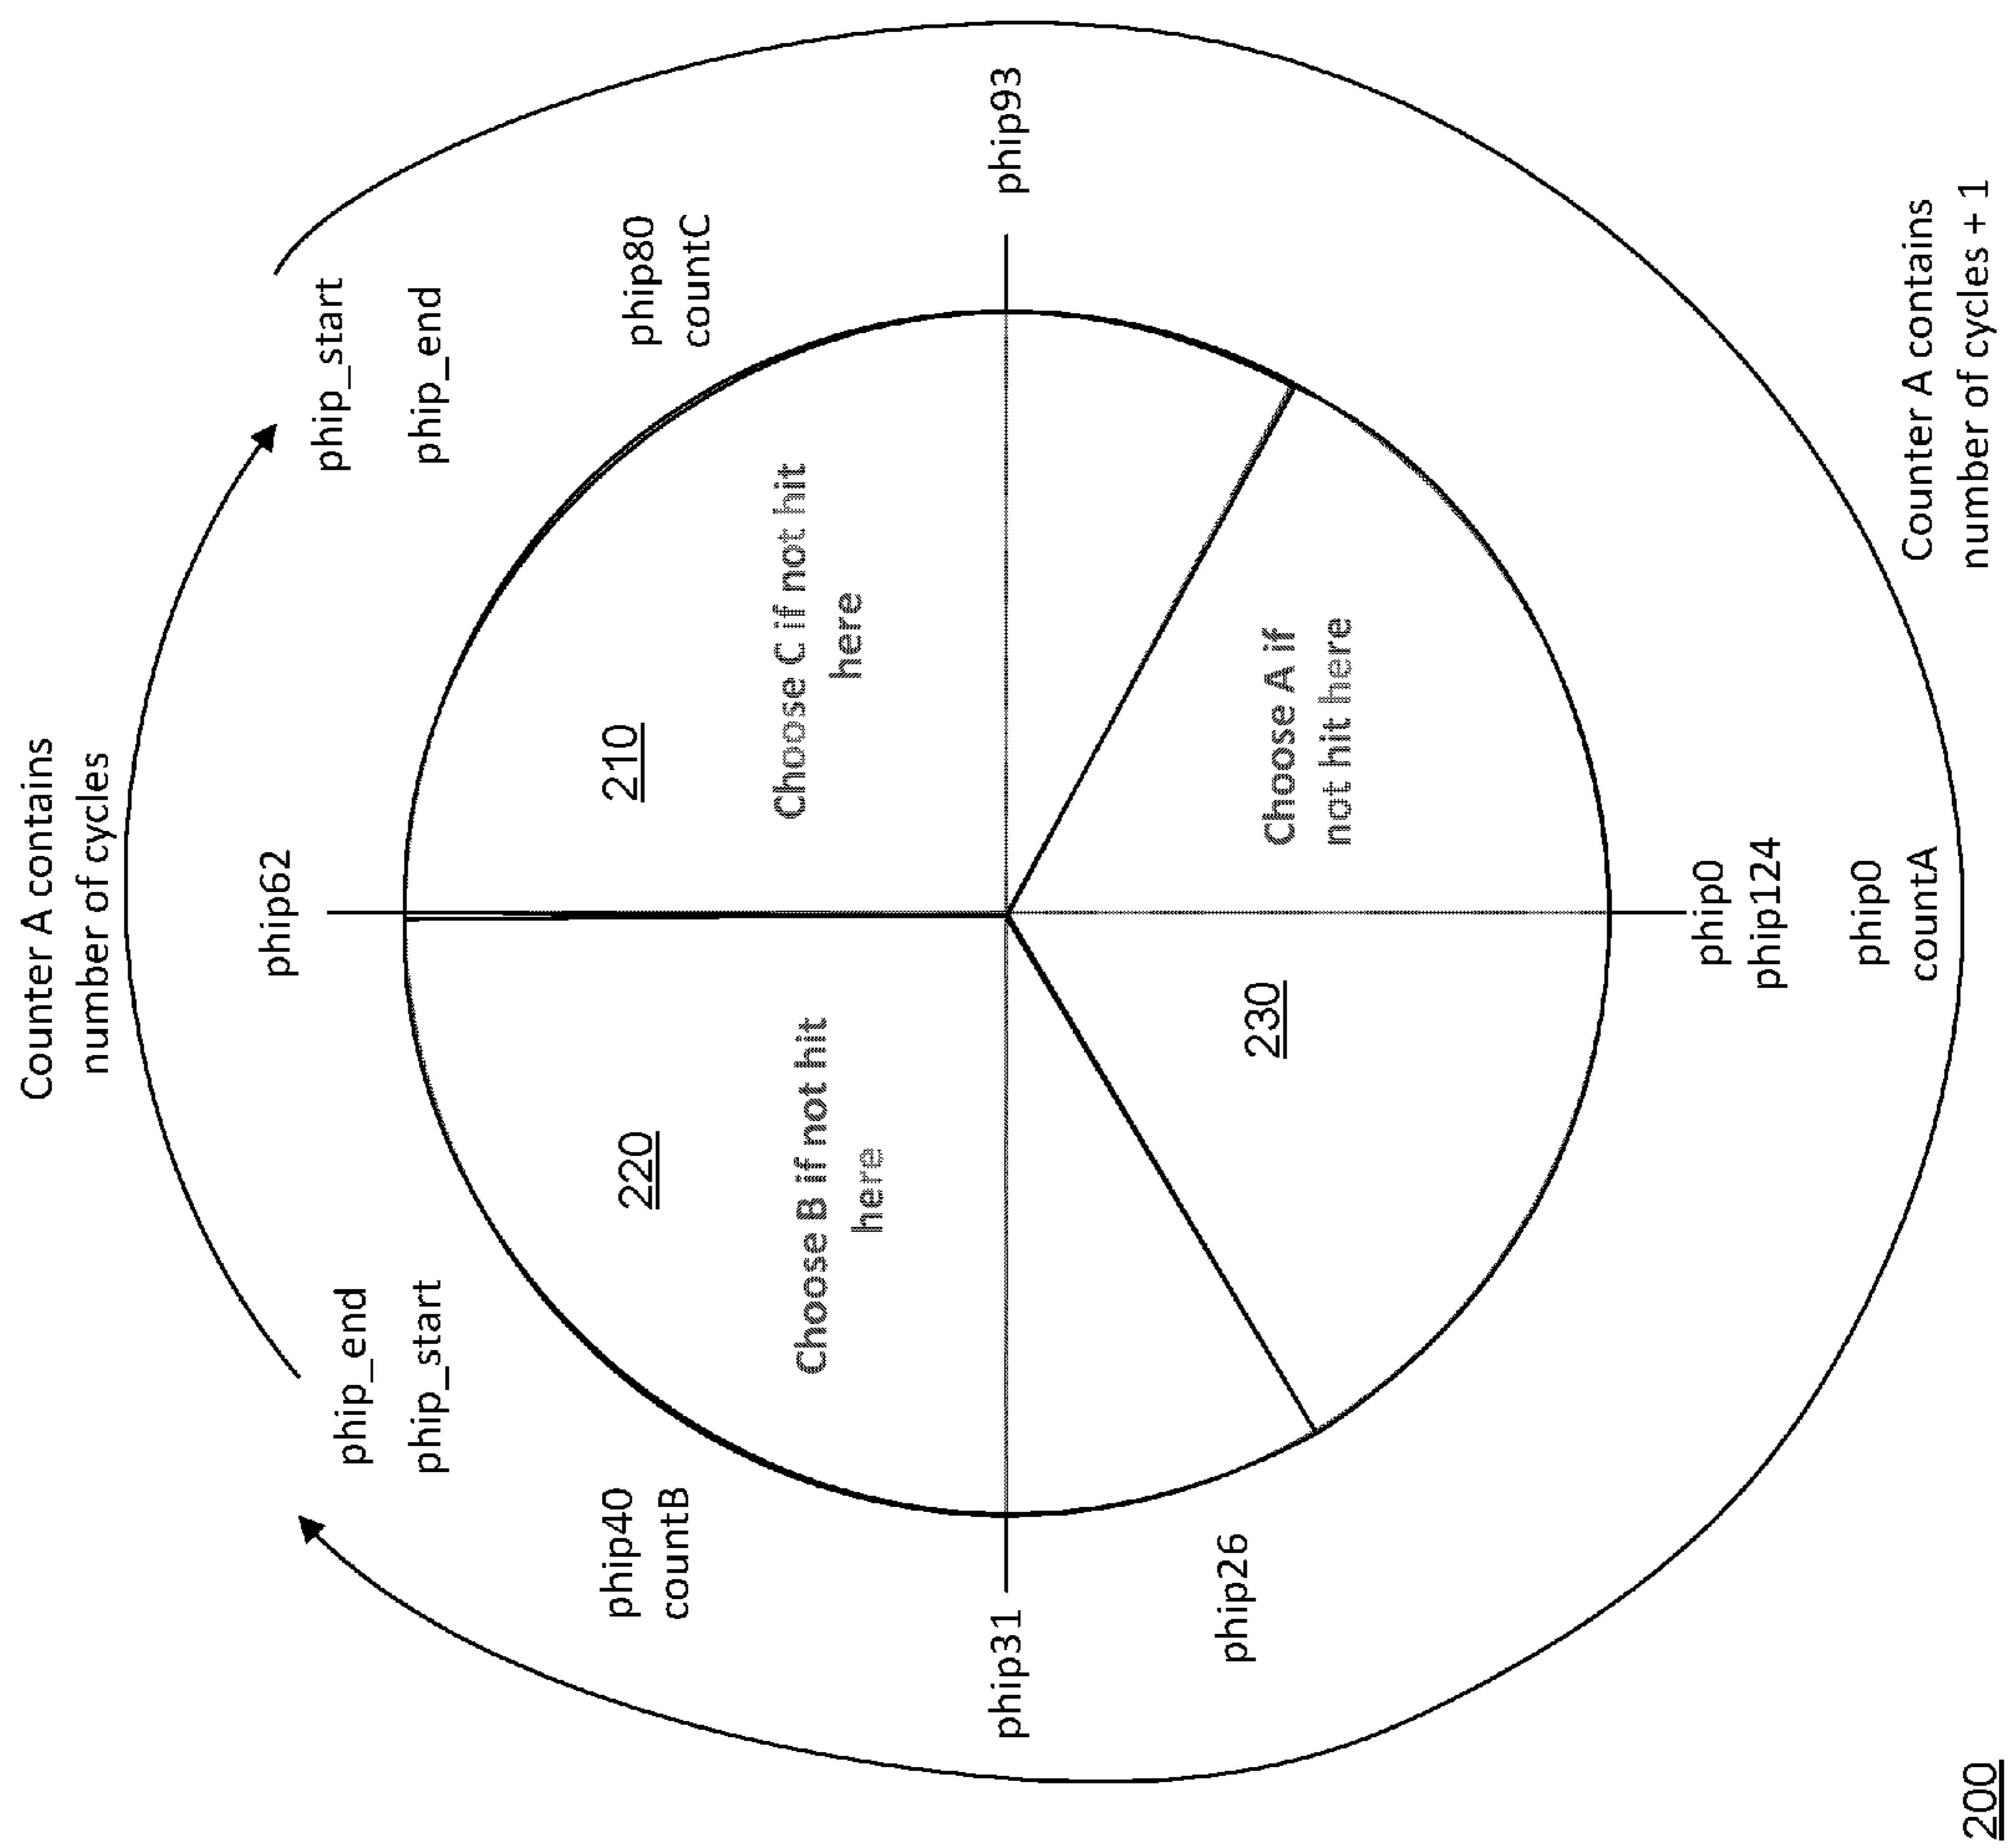 Counter A contains
number of cycles
phip62
phip_end
phip_start
phip_start
phip_end
phip40
countB
phip80
countC
220
210
Choose B if not hit
here
Choose C if not hit
here
phip31
phip93
phip26
230
Choose A if
not hit here
phip0
phip124
phip0
countA
Counter A contains
number of cycles + 1
200